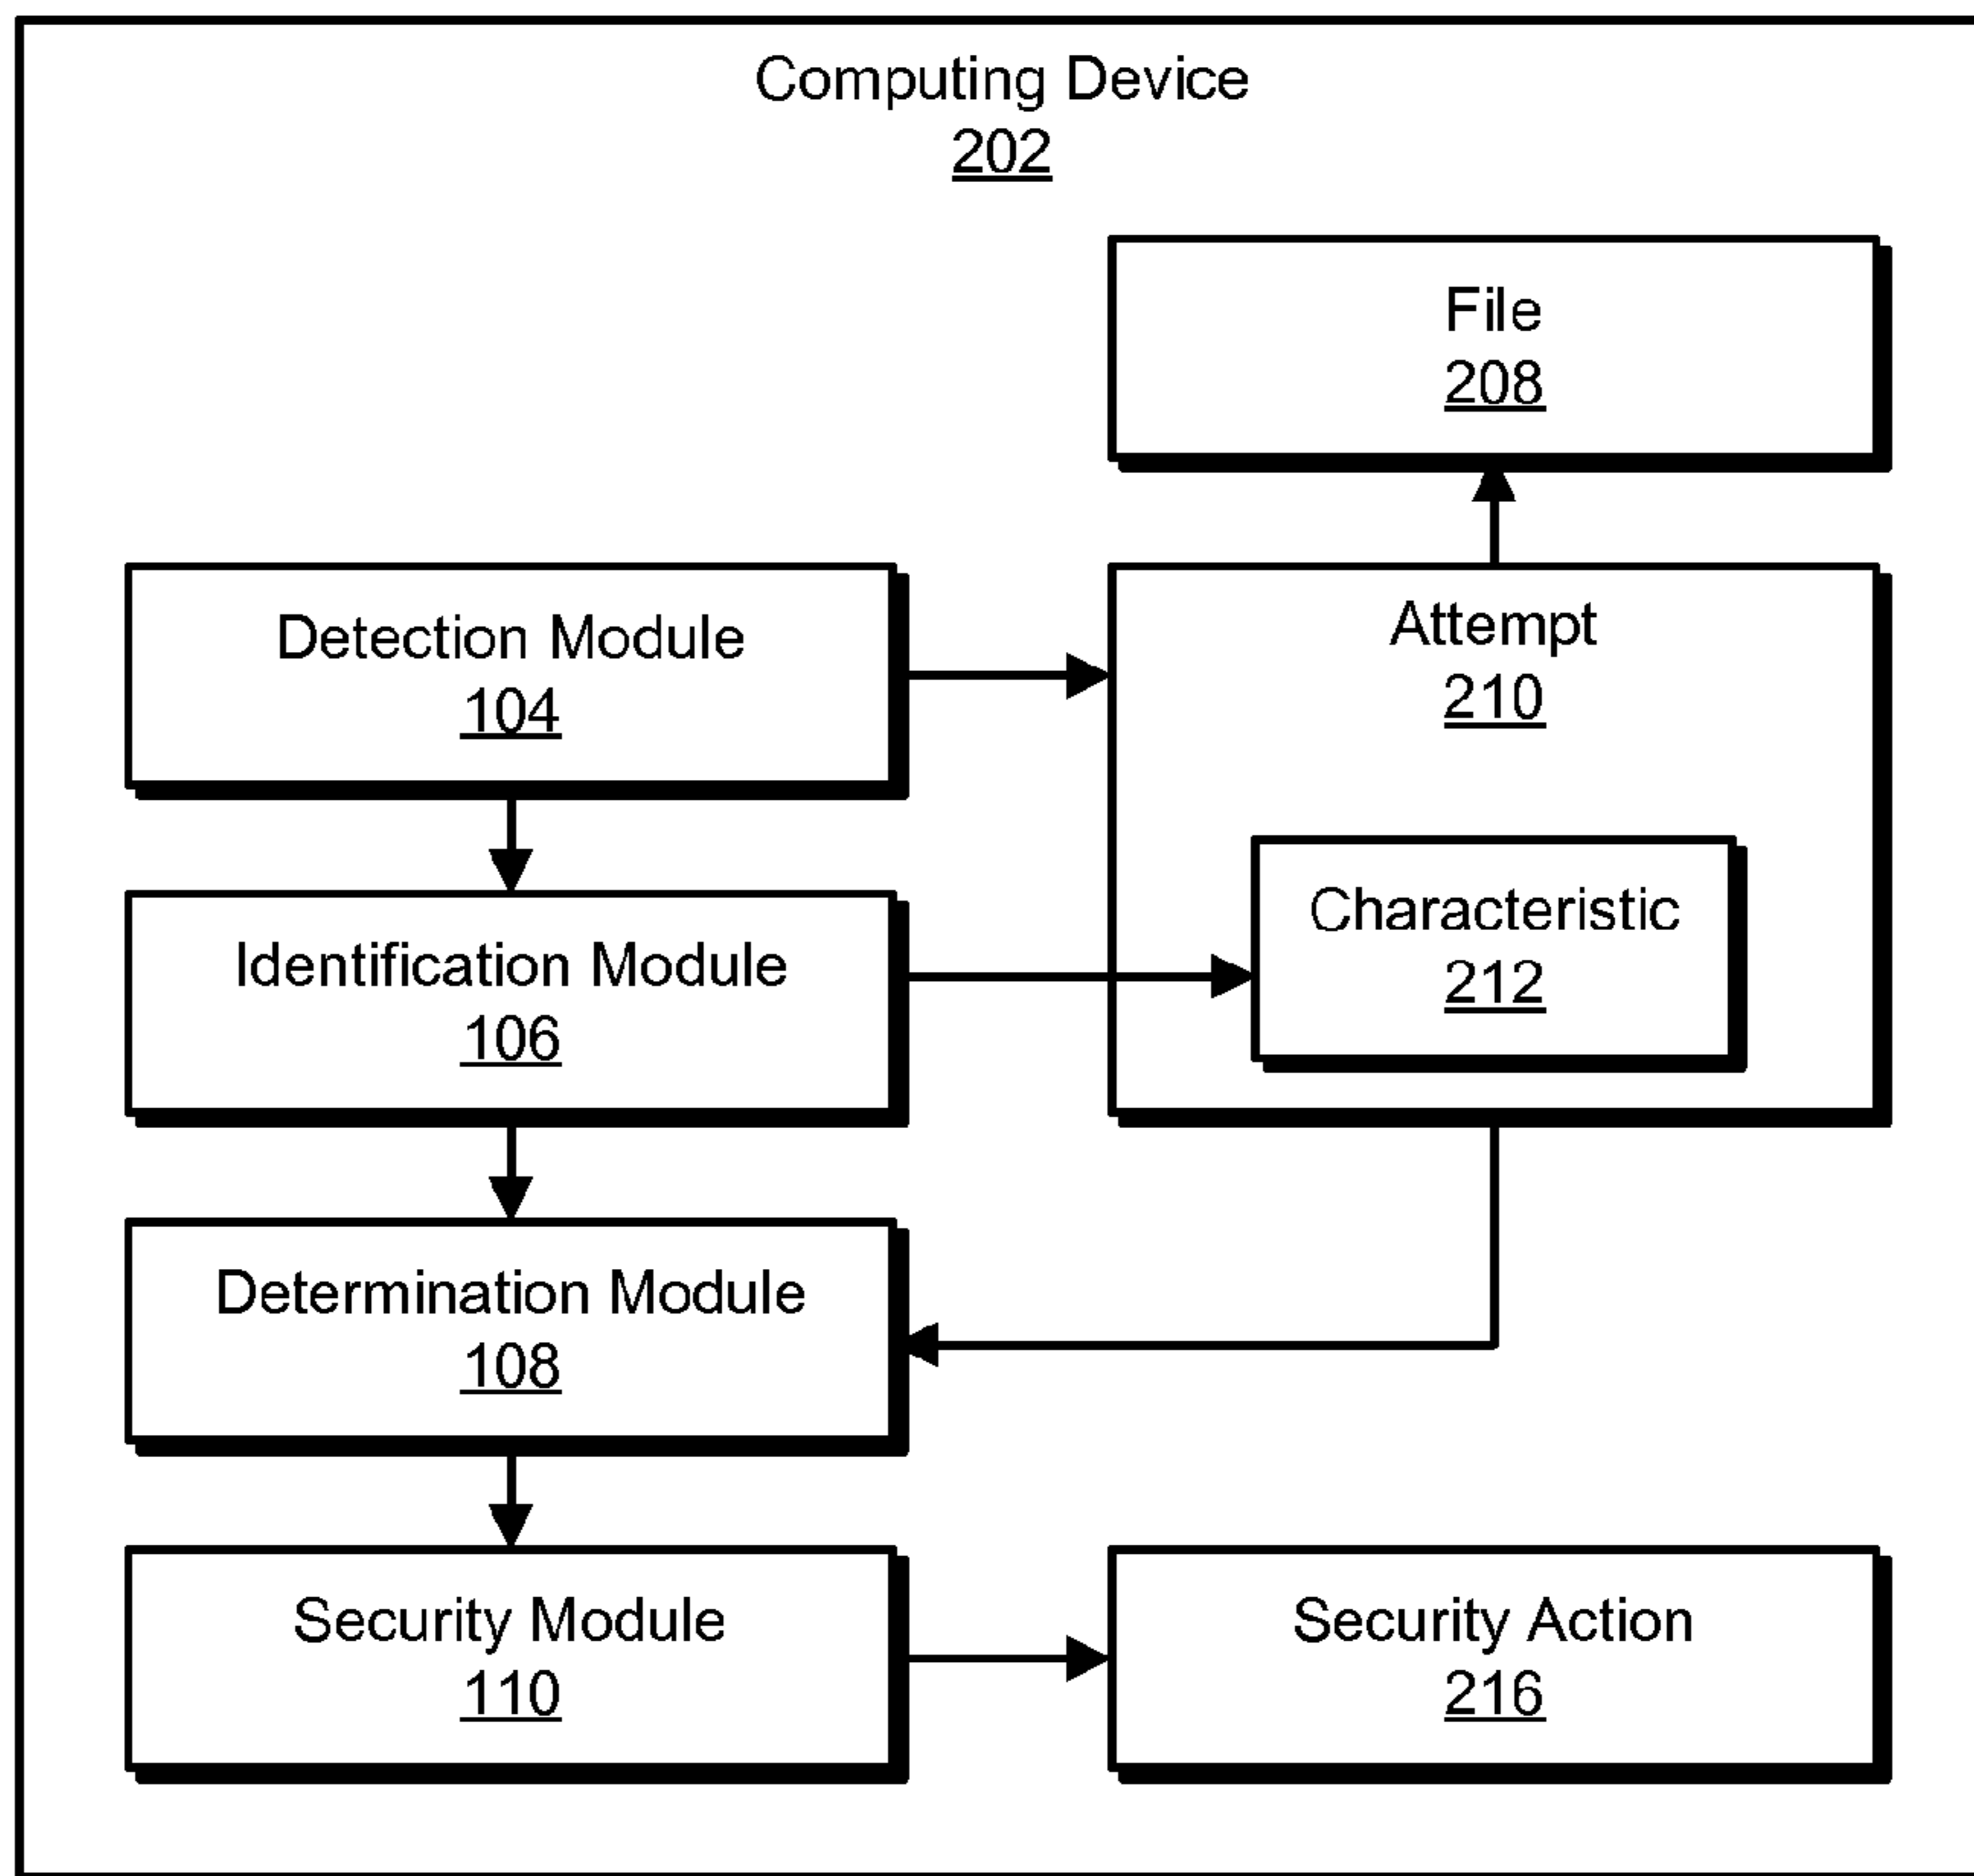 Computing Device
202
File
208
Detection Module
104
Attempt
210
Identification Module
106
Characteristic
212
Determination Module
108
Security Module
110
Security Action
216